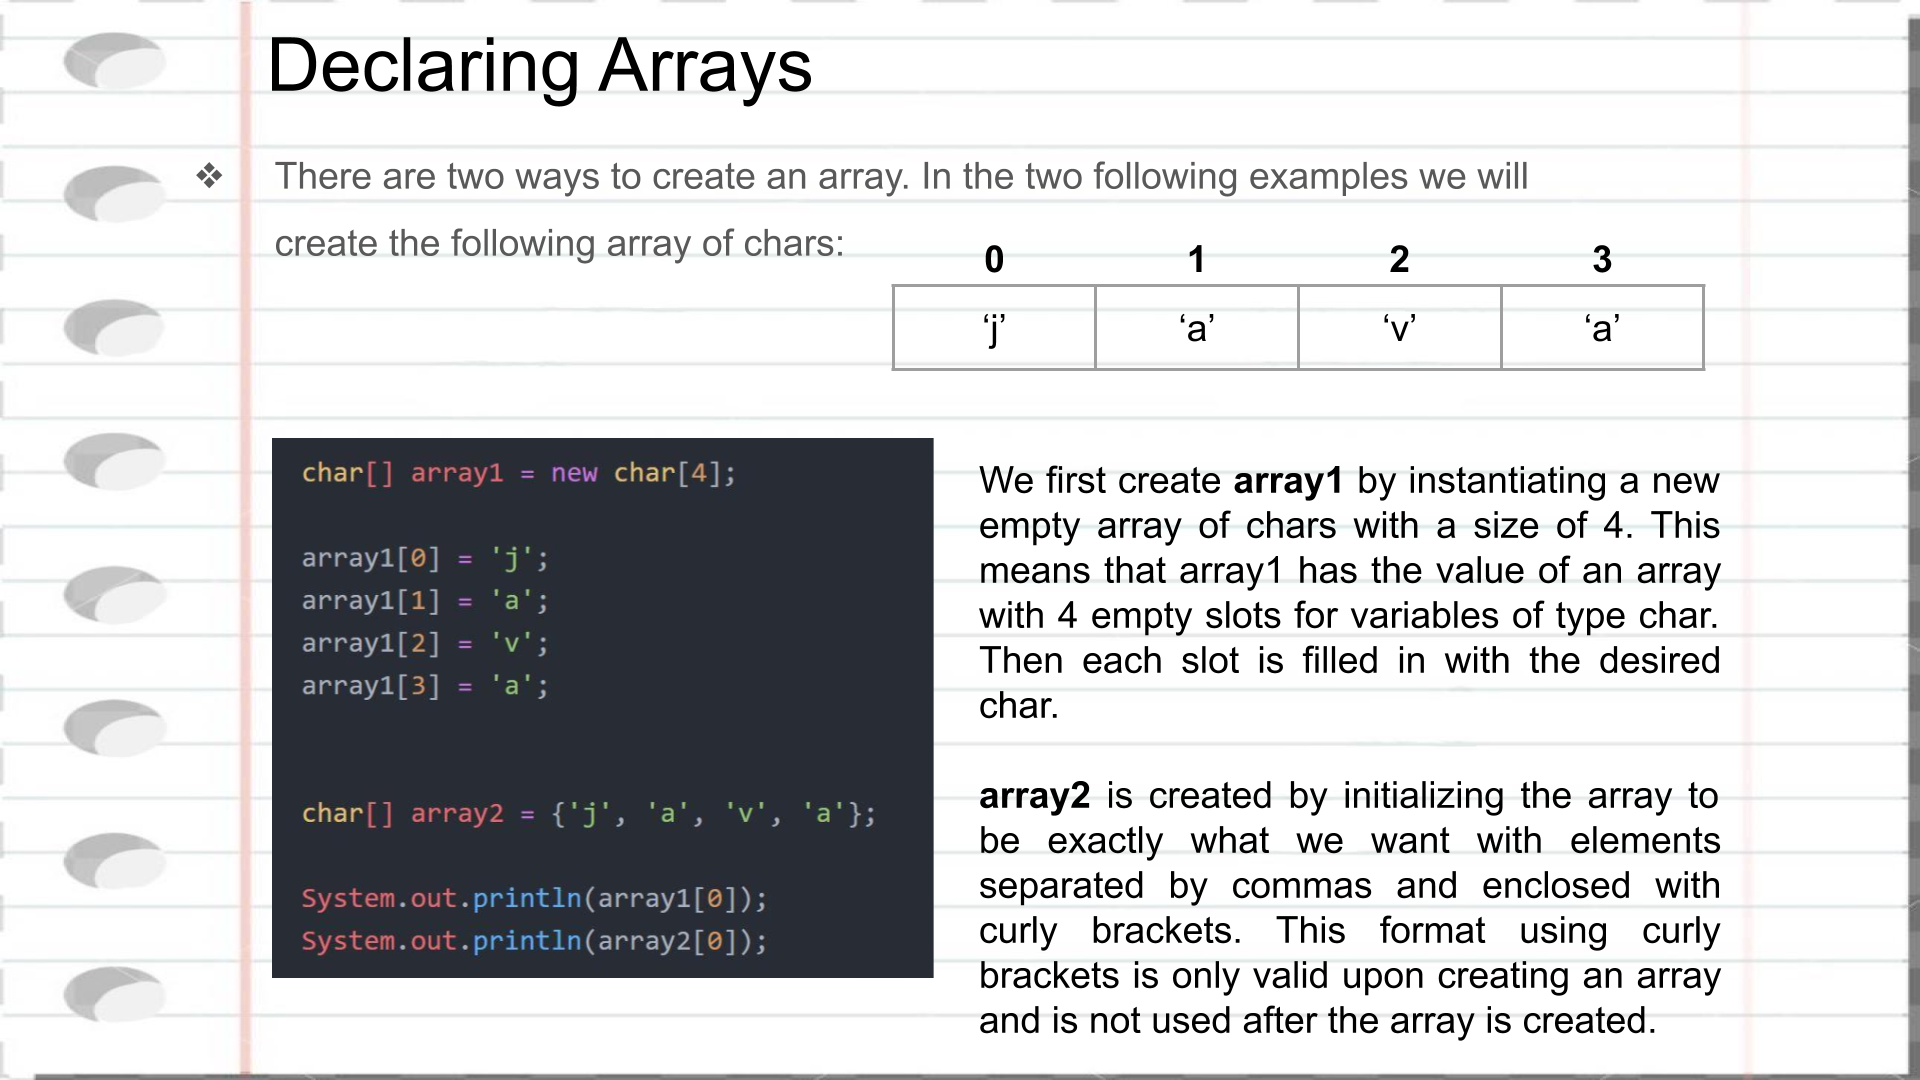 Declaring Arrays
❖ There are two ways to create an array. In the two following examples we will
create the following array of chars:
0 1 2 3
‘j’ ‘a’ ‘v’ ‘a’
char[] array1 = new char[4];
array1[0] = 'j';
array1[1] = 'a';
array1[2] = 'v';
array1[3] = 'a';
char[] array2 = {'j', 'a', 'v', 'a'};
System.out.println(array1[0]);
System.out.println(array2[0]);
We first create array1 by instantiating a new
empty array of chars with a size of 4. This
means that array1 has the value of an array
with 4 empty slots for variables of type char.
Then each slot is filled in with the desired
char.
array2 is created by initializing the array to
be exactly what we want with elements
separated by commas and enclosed with
curly brackets. This format using curly
brackets is only valid upon creating an array
and is not used after the array is created.